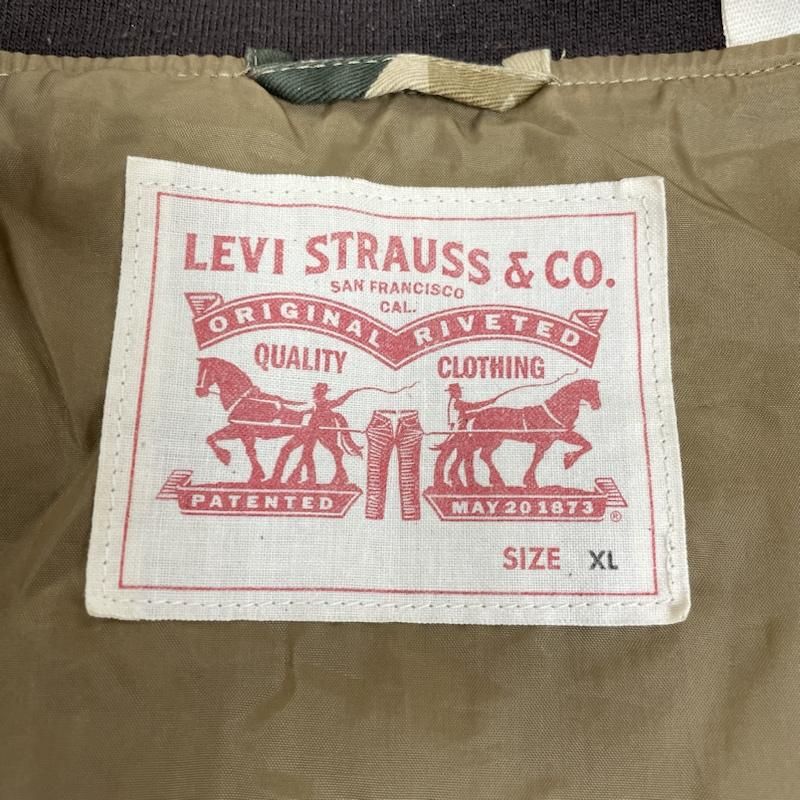 LEVI STRAUSS & CO.
SAN FRANCISCO
CAL.
ORIGINAL RIVETED
QUALITY CLOTHING
PATENTED MAY 20 1873 ®
SIZE XL